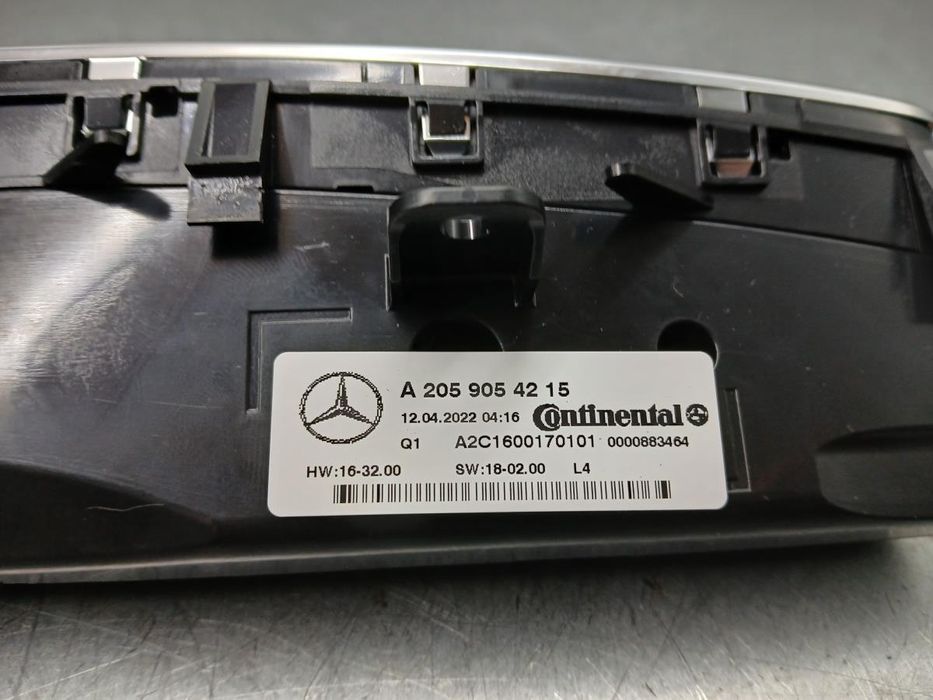 A 205 905 42 15
12.04.2022 04:16 Continental
Q1 A2C1600170101 0000883464
HW:16-32.00 SW:18-02.00 L4